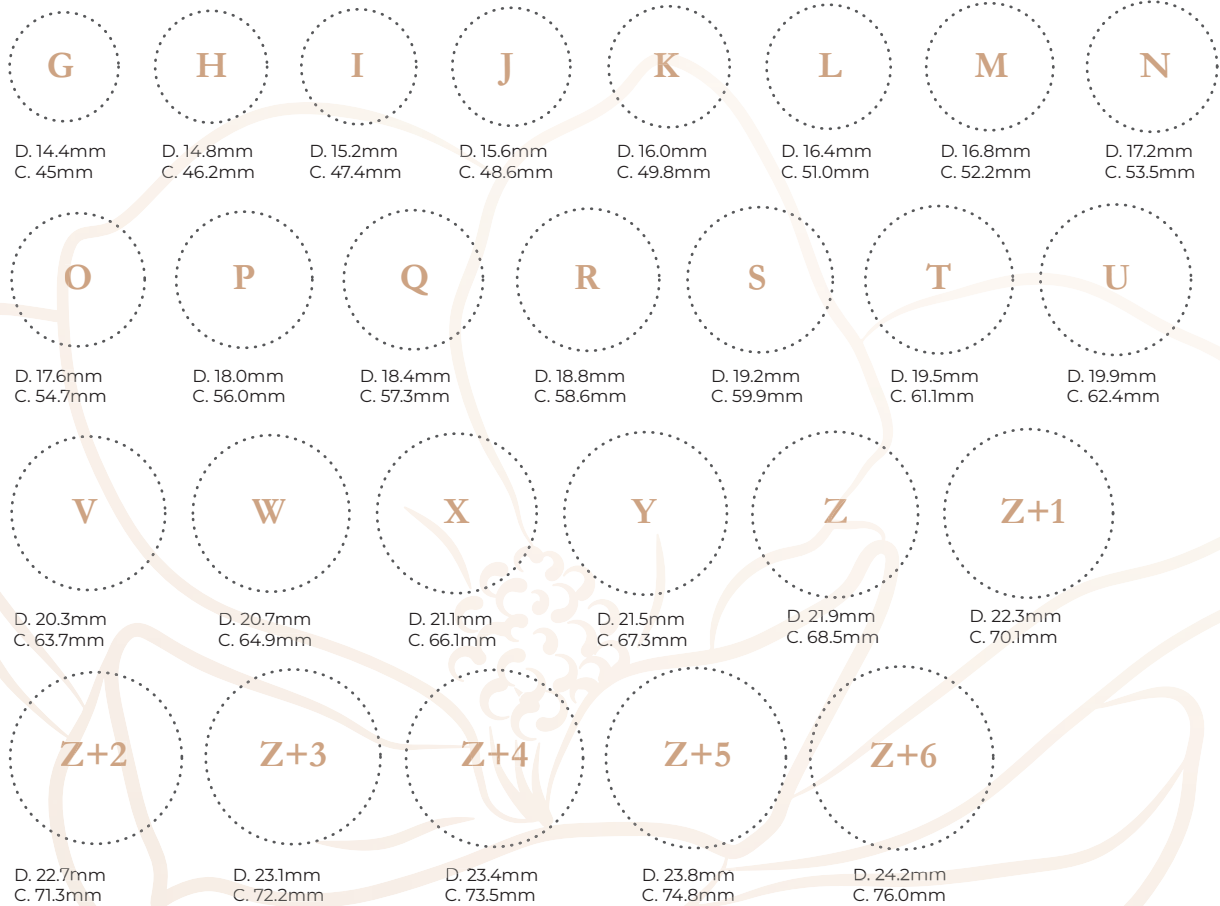 G H I J K L M N
D. 14.4mm D. 14.8mm D. 15.2mm D. 15.6mm D. 16.0mm D. 16.4mm D. 16.8mm D. 17.2mm
C. 45mm C. 46.2mm C. 47.4mm C. 48.6mm C. 49.8mm C. 51.0mm C. 52.2mm C. 53.5mm
O P Q R S T U
D. 17.6mm D. 18.0mm D. 18.4mm D. 18.8mm D. 19.2mm D. 19.5mm D. 19.9mm
C. 54.7mm C. 56.0mm C. 57.3mm C. 58.6mm C. 59.9mm C. 61.1mm C. 62.4mm
V W X Y Z Z+1
D. 20.3mm D. 20.7mm D. 21.1mm D. 21.5mm D. 21.9mm D. 22.3mm
C. 63.7mm C. 64.9mm C. 66.1mm C. 67.3mm C. 68.5mm C. 70.1mm
Z+2 Z+3 Z+4 Z+5 Z+6
D. 22.7mm D. 23.1mm D. 23.4mm D. 23.8mm D. 24.2mm
C. 71.3mm C. 72.2mm C. 73.5mm C. 74.8mm C. 76.0mm